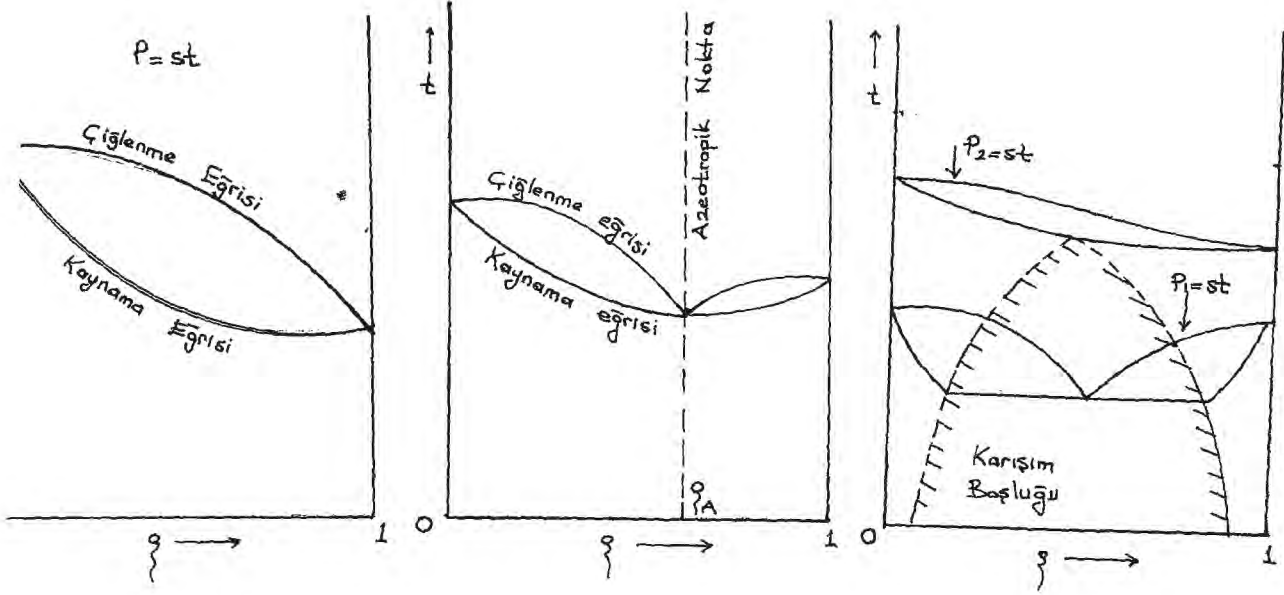 P = st
Çiğlenme Eğrisi
Kaynama Eğrisi
ξ →
1
t →
Azeotropik Nokta
Çiğlenme eğrisi
Kaynama eğrisi
ξA
0
ξ →
1
t →
P2=st
P1=st
Karışım
Boşluğu
0
ξ →
1